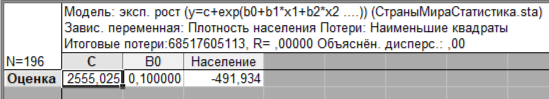 Модель: эксп. рост (y=c+exp(b0+b1*x1+b2*x2 ....)) (СтраныМираСтатистика.sta)
Завис. переменная: Плотность населения Потери: Наименьшие квадраты
Итоговые потери:68517605113, R= ,00000 Объяснён. дисперс.: ,00
N=196 C B0 Население
Оценка 2555,025 0,100000 -491,934